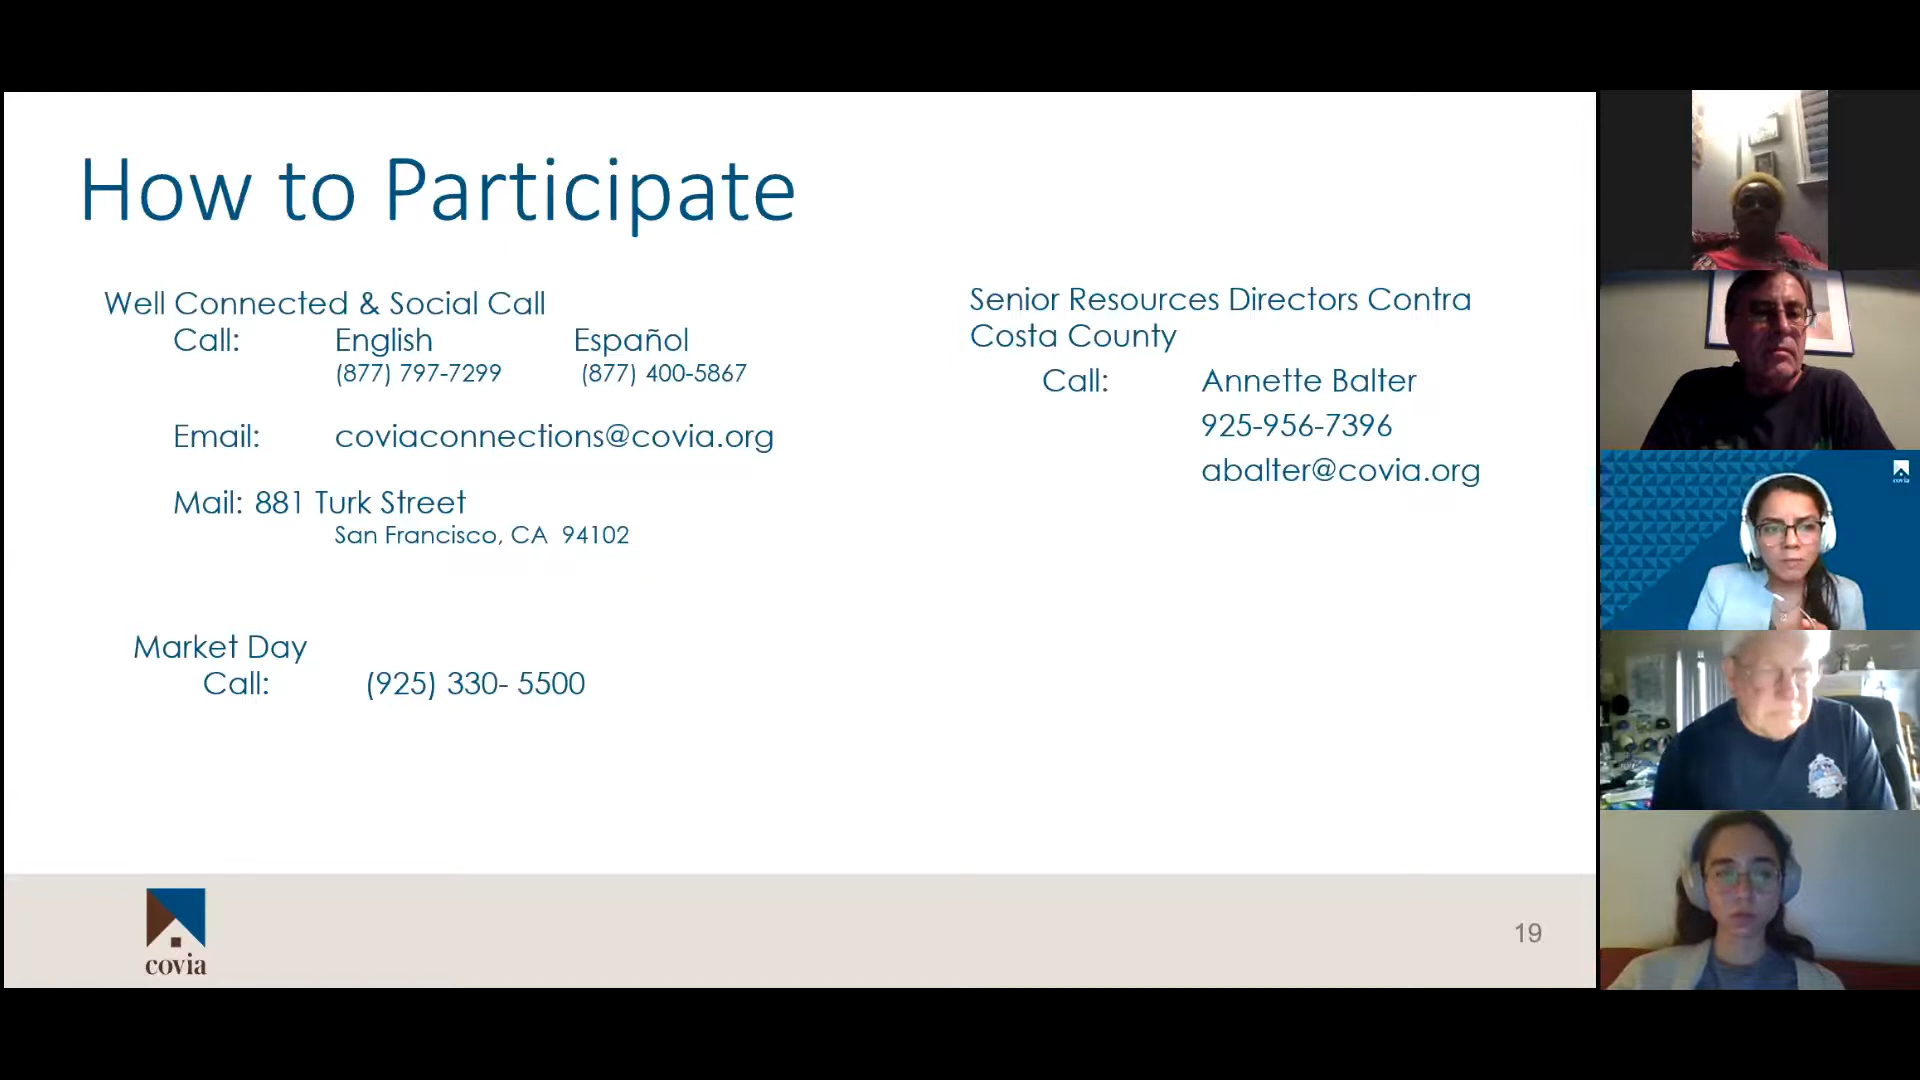 How to Participate
Well Connected & Social Call
Call: English Español
(877) 797-7299 (877) 400-5867
Email: coviaconnections@covia.org
Mail: 881 Turk Street
San Francisco, CA 94102
Market Day
Call: (925) 330- 5500
Senior Resources Directors Contra
Costa County
Call: Annette Balter
925-956-7396
abalter@covia.org
covia
19
covia